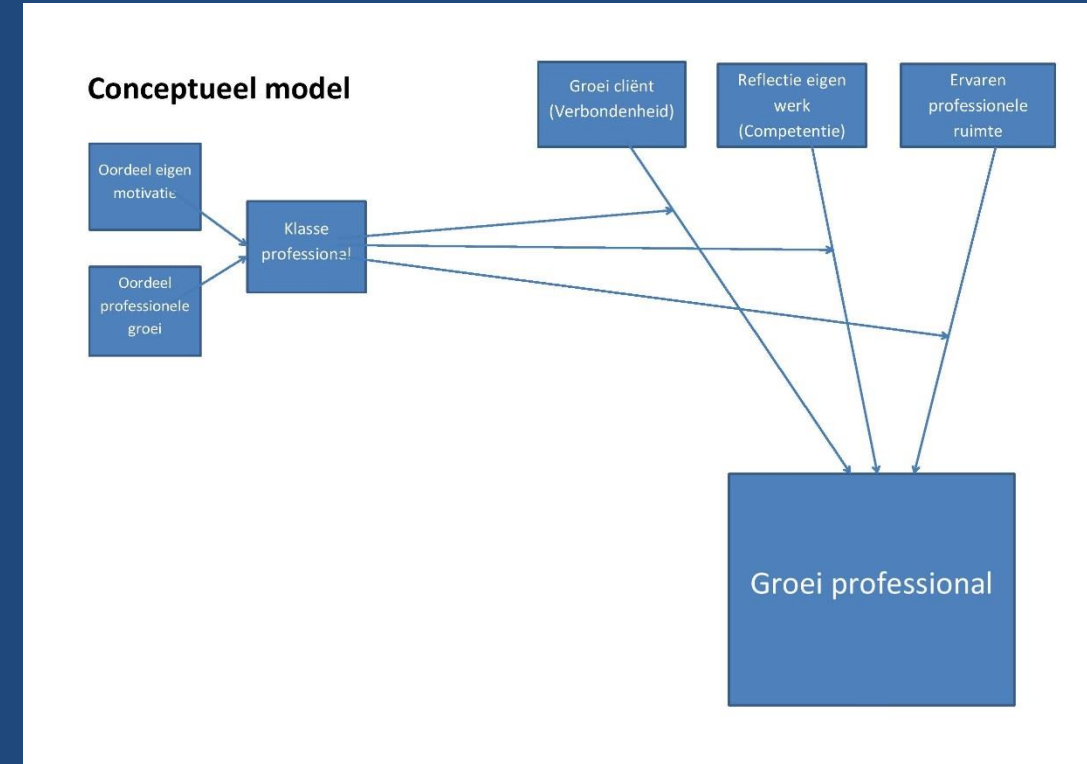 Conceptueel model
Groei cliënt
(Verbondenheid)
Reflectie eigen
werk
(Competentie)
Ervaren
professionele
ruimte
Oordeel eigen
motivatie
Klasse
professional
Oordeel
professionele
groei
Groei professional